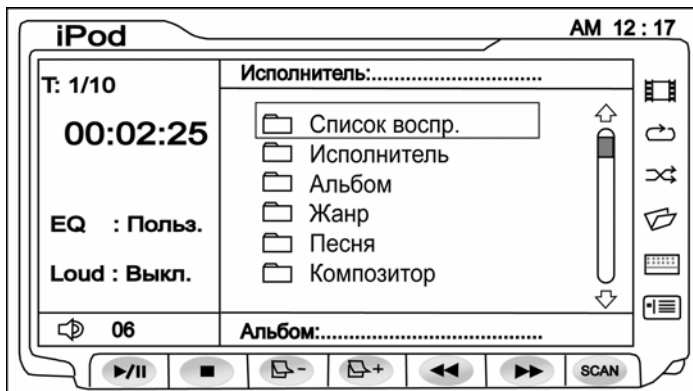 iPod
AM 12 : 17
T: 1/10
00:02:25
EQ : Польз.
Loud : Выкл.
06
Исполнитель:..............................
Список воспр.
Исполнитель
Альбом
Жанр
Песня
Композитор
Альбом:.......................................
SCAN